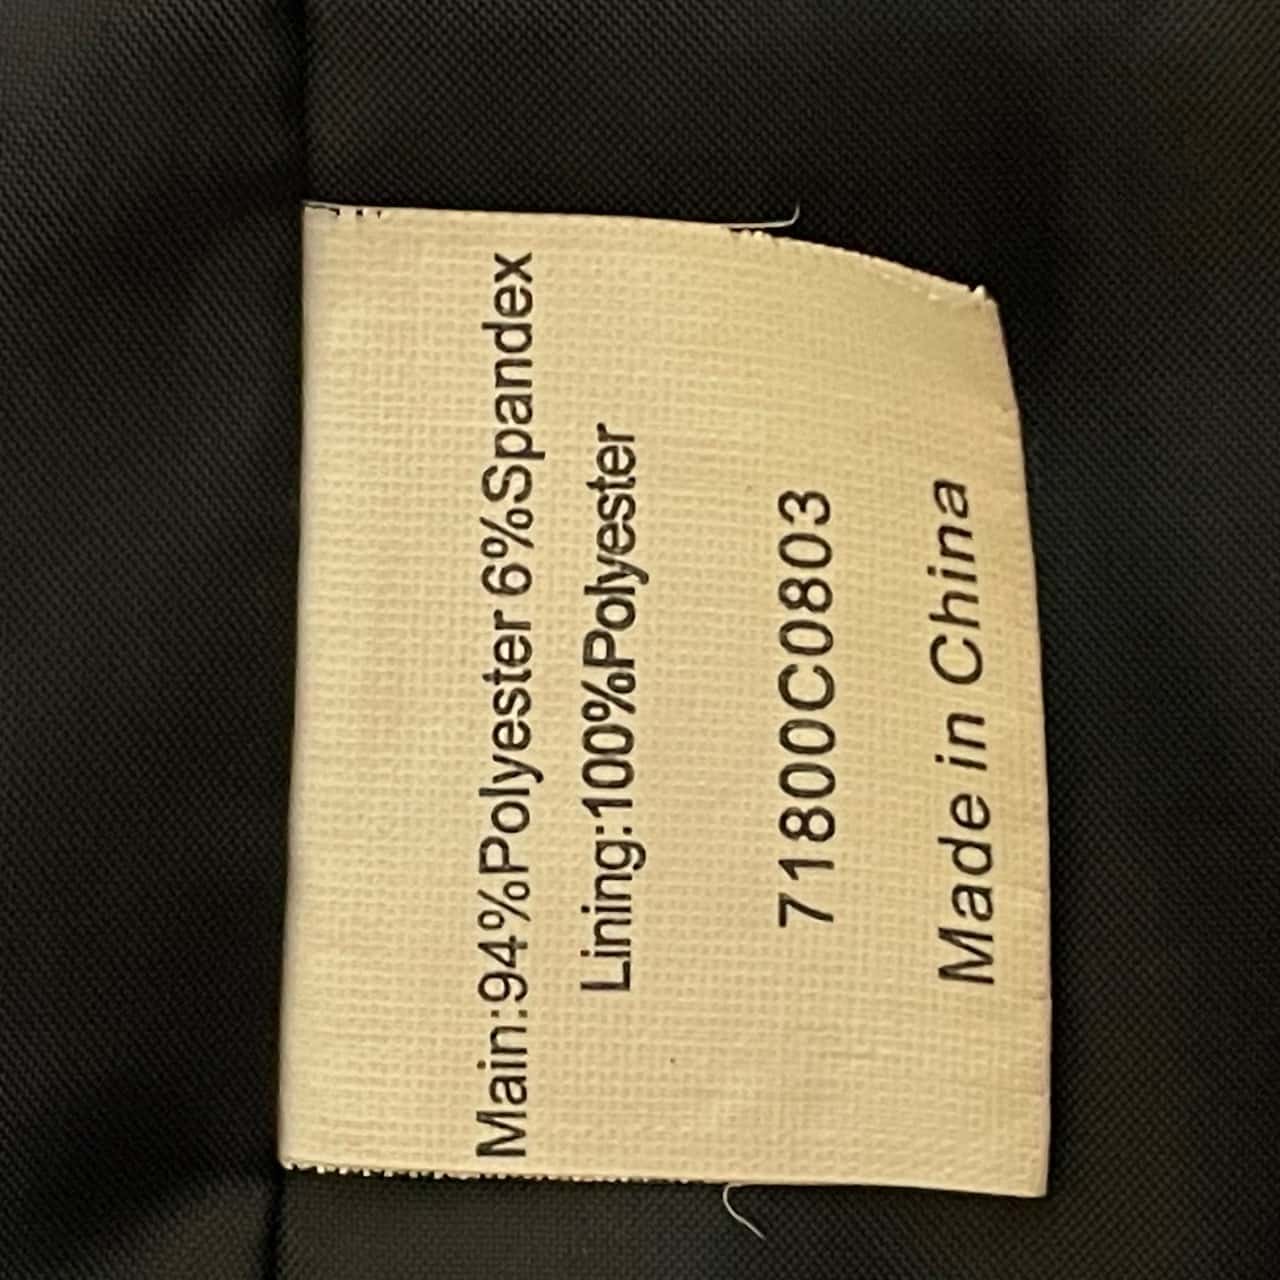 Main:94%Polyester 6%Spandex
Lining:100%Polyester
71800C0803
Made in China